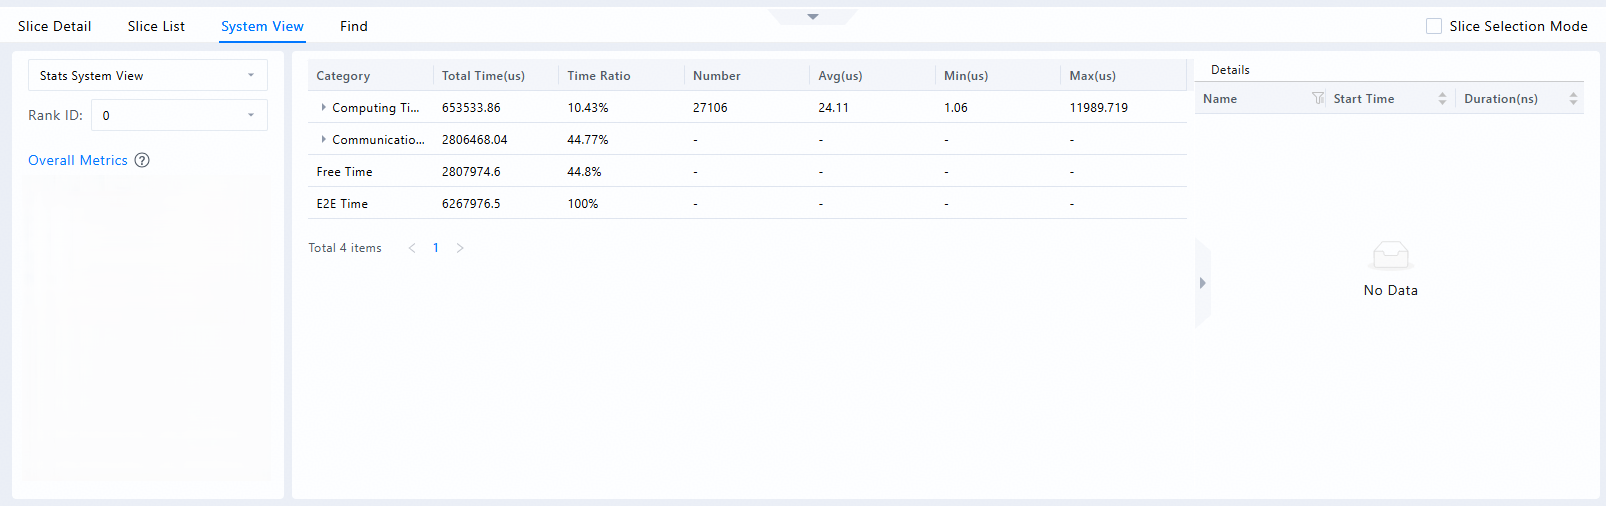 Slice Detail Slice List System View Find Slice Selection Mode
Stats System View
Rank ID: 0
Overall Metrics ?
Category Total Time(us) Time Ratio Number Avg(us) Min(us) Max(us)
Computing Ti... 653533.86 10.43% 27106 24.11 1.06 11989.719
Communicatio... 2806468.04 44.77% - - - -
Free Time 2807974.6 44.8% - - - -
E2E Time 6267976.5 100% - - - -
Total 4 items < 1 >
Details
Name Start Time Duration(ns)
No Data